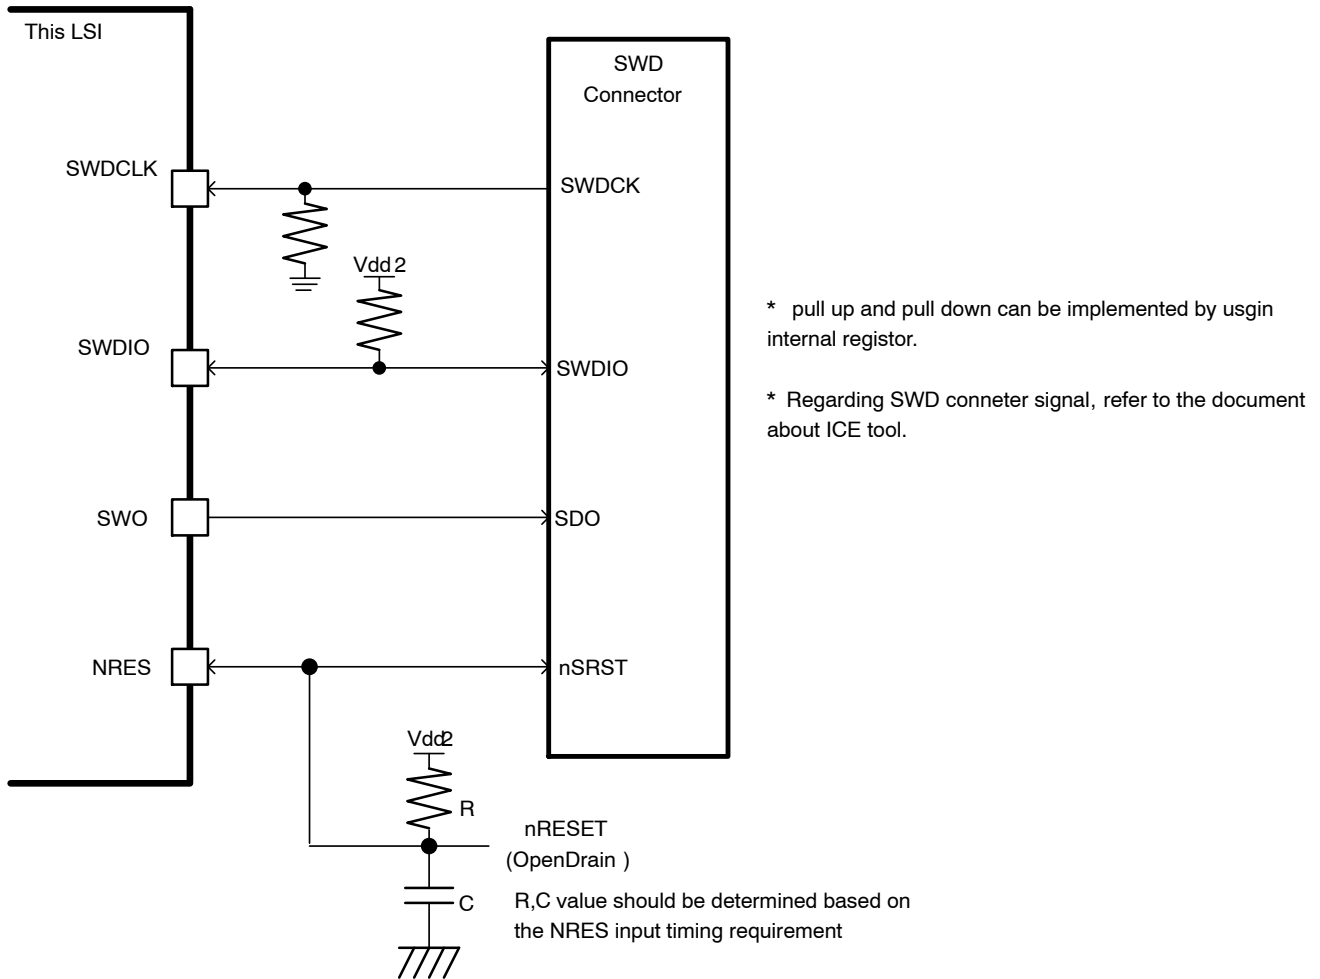 This LSI
SWD
Connector
SWDCLK
SWDCK
Vdd 2
* pull up and pull down can be implemented by usgin
internal registor.
SWDIO
SWDIO
* Regarding SWD conneter signal, refer to the document
about ICE tool.
SWO
SDO
NRES
nSRST
Vdd2
R
nRESET
(OpenDrain )
C
R,C value should be determined based on
the NRES input timing requirement